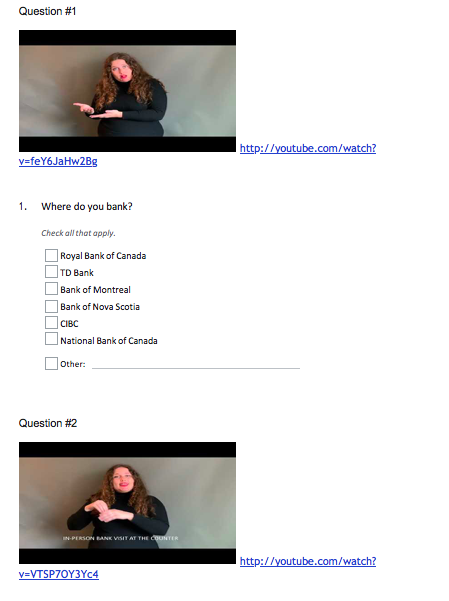 Question #1
http://youtube.com/watch?
v=feY6JaHw2Bg
1. Where do you bank?
Check all that apply.
Royal Bank of Canada
TD Bank
Bank of Montreal
Bank of Nova Scotia
CIBC
National Bank of Canada
Other:
Question #2
IN-PERSON BANK VISIT AT THE COUNTER
http://youtube.com/watch?
v=VTSP7OY3Yc4